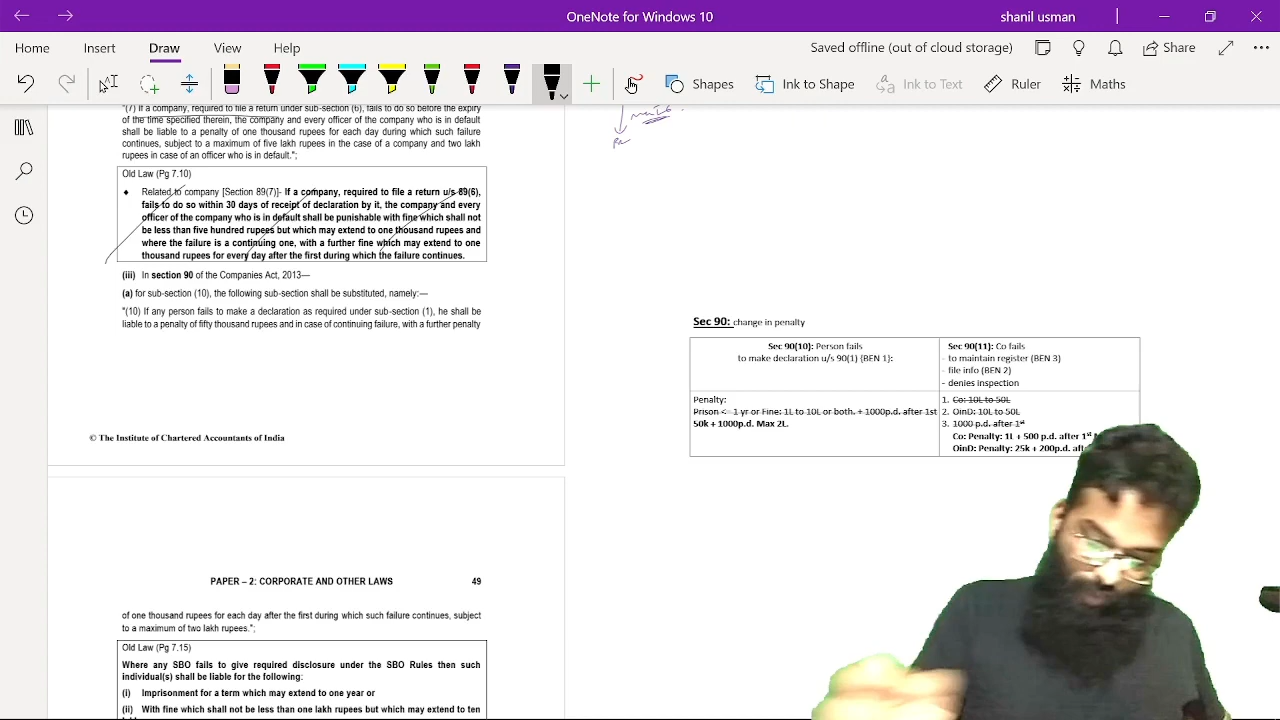 OneNote for Windows 10
shanil usman
Home
Insert
Draw
View
Saved offline (out of cloud storage)
Share
Shapes
Ink to Shape
Ink to Text
Ruler
Maths
"(7) If a company, required to file a return under sub-section (6), fails to do so before the expiry
of the time specified therein, the company and every officer of the company who is in default
shall be liable to a penalty of one thousand rupees for each day during which such failure
continues, subject to a maximum of five lakh rupees in the case of a company and two lakh
rupees in case of an officer who is in default.";
Old Law (Pg 7.10)
Related to company [Section 89(7)]- If a company, required to file a return u/s 89(6),
fails to do so within 30 days of receipt of declaration by it, the company and every
officer of the company who is in default shall be punishable with fine which shall not
be less than five hundred rupees but which may extend to one thousand rupees and
where the failure is a continuing one, with a further fine which may extend to one
thousand rupees for every day after the first during which the failure continues.
(iii) In section 90 of the Companies Act, 2013—
(a) for sub-section (10), the following sub-section shall be substituted, namely:—
"(10) If any person fails to make a declaration as required under sub-section (1), he shall be
liable to a penalty of fifty thousand rupees and in case of continuing failure, with a further penalty
© The Institute of Chartered Accountants of India
PAPER – 2: CORPORATE AND OTHER LAWS 49
of one thousand rupees for each day after the first during which such failure continues, subject
to a maximum of two lakh rupees.";
Old Law (Pg 7.15)
Where any SBO fails to give required disclosure under the SBO Rules then such
individual(s) shall be liable for the following:
(i) Imprisonment for a term which may extend to one year or
(ii) With fine which shall not be less than one lakh rupees but which may extend to ten
Sec 90: change in penalty
Sec 90(10): Person fails
to make declaration u/s 90(1) {BEN 1}:
Sec 90(11): Co fails
- to maintain register (BEN 3)
- file info (BEN 2)
- denies inspection
Penalty:
Prison <= 1 yr or Fine: 1L to 10L or both. + 1000p.d. after 1st
50k + 1000p.d. Max 2L.
1. Co: 10L to 50L
2. OinD: 10L to 50L
3. 1000 p.d. after 1st
Co: Penalty: 1L + 500 p.d. after 1st
OinD: Penalty: 25k + 200p.d.